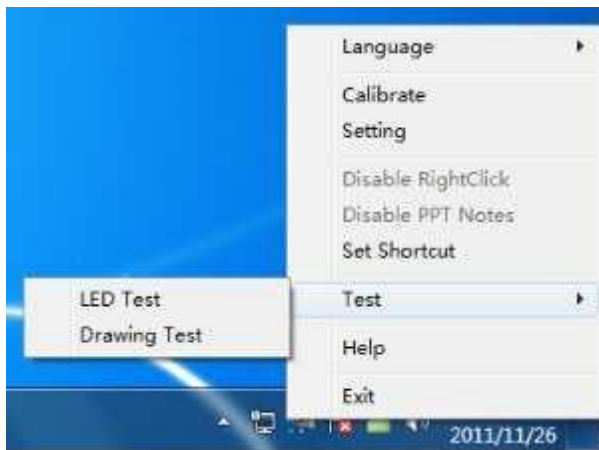 Language
Calibrate
Setting
Disable RightClick
Disable PPT Notes
Set Shortcut
Test
LED Test
Drawing Test
Help
Exit
2011/11/26